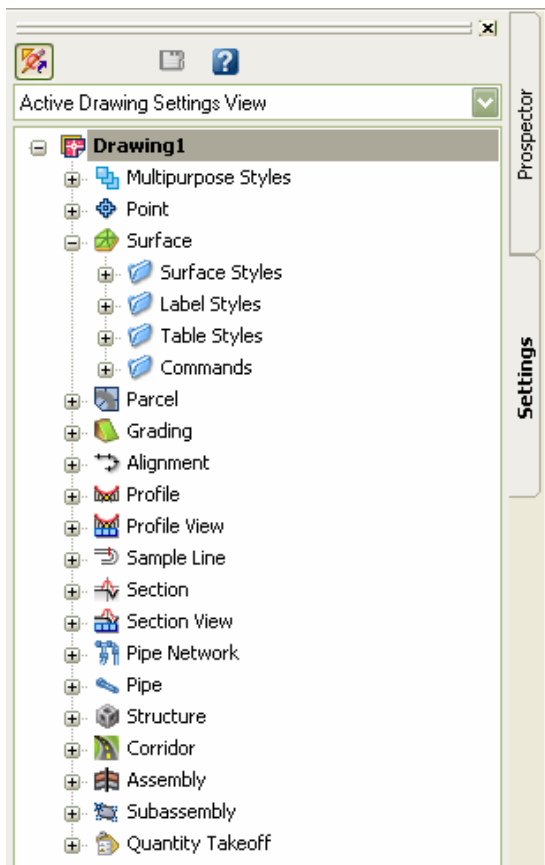 Active Drawing Settings View
Drawing1
Multipurpose Styles
Point
Surface
Surface Styles
Label Styles
Table Styles
Commands
Parcel
Grading
Alignment
Profile
Profile View
Sample Line
Section
Section View
Pipe Network
Pipe
Structure
Corridor
Assembly
Subassembly
Quantity Takeoff
Prospector
Settings